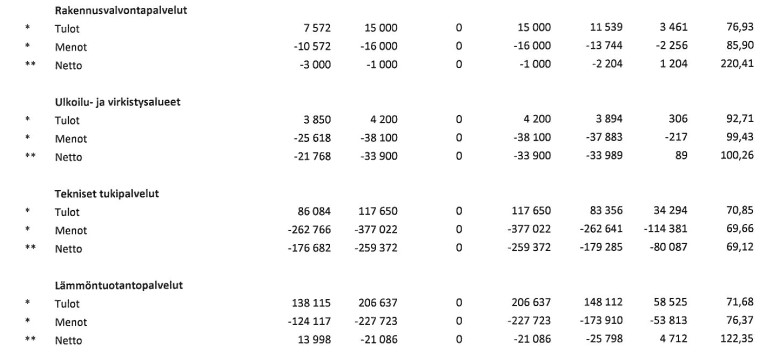 Rakennusvalvontapalvelut
* Tulot 7 572 15 000 0 15 000 11 539 3 461 76,93
* Menot -10 572 -16 000 0 -16 000 -13 744 -2 256 85,90
** Netto -3 000 -1 000 0 -1 000 -2 204 1 204 220,41
Ulkoilu- ja virkistysalueet
* Tulot 3 850 4 200 0 4 200 3 894 306 92,71
* Menot -25 618 -38 100 0 -38 100 -37 883 -217 99,43
** Netto -21 768 -33 900 0 -33 900 -33 989 89 100,26
Tekniset tukipalvelut
* Tulot 86 084 117 650 0 117 650 83 356 34 294 70,85
* Menot -262 766 -377 022 0 -377 022 -262 641 -114 381 69,66
** Netto -176 682 -259 372 0 -259 372 -179 285 -80 087 69,12
Lämmöntuotantopalvelut
* Tulot 138 115 206 637 0 206 637 148 112 58 525 71,68
* Menot -124 117 -227 723 0 -227 723 -173 910 -53 813 76,37
** Netto 13 998 -21 086 0 -21 086 -25 798 4 712 122,35